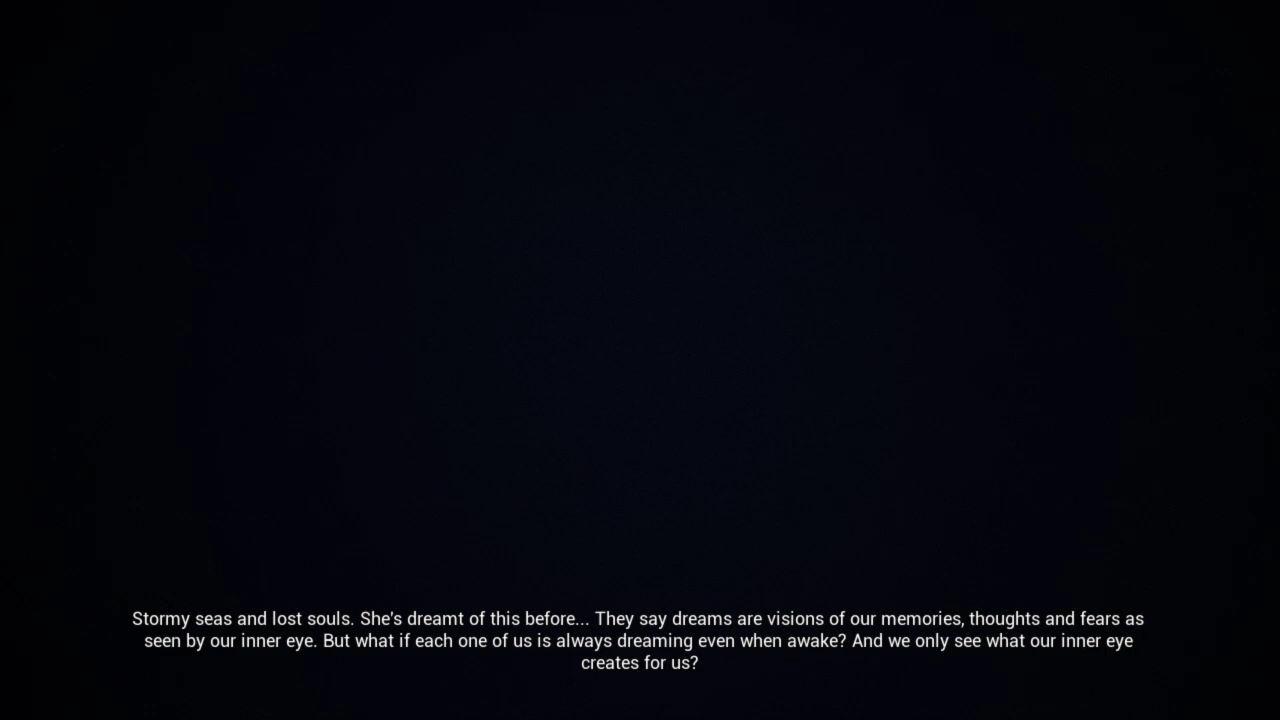 Stormy seas and lost souls. She's dreamt of this before... They say dreams are visions of our memories, thoughts and fears as
seen by our inner eye. But what if each one of us is always dreaming even when awake? And we only see what our inner eye
creates for us?